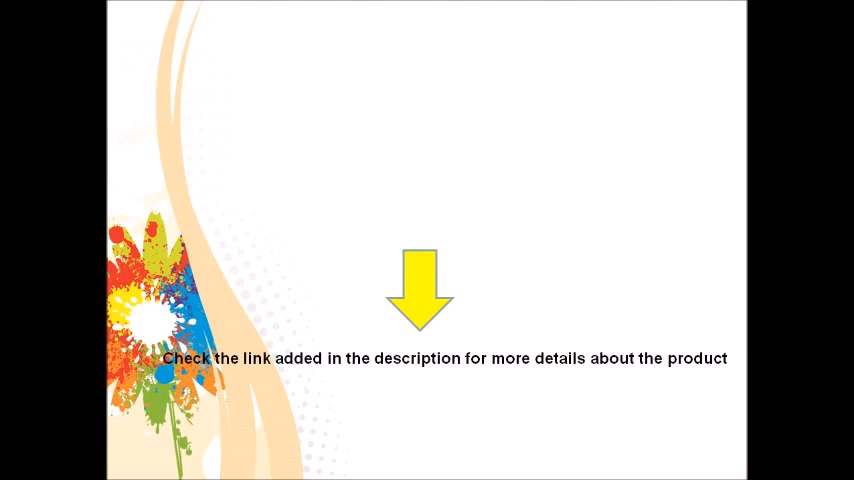 Check the link added in the description for more details about the product